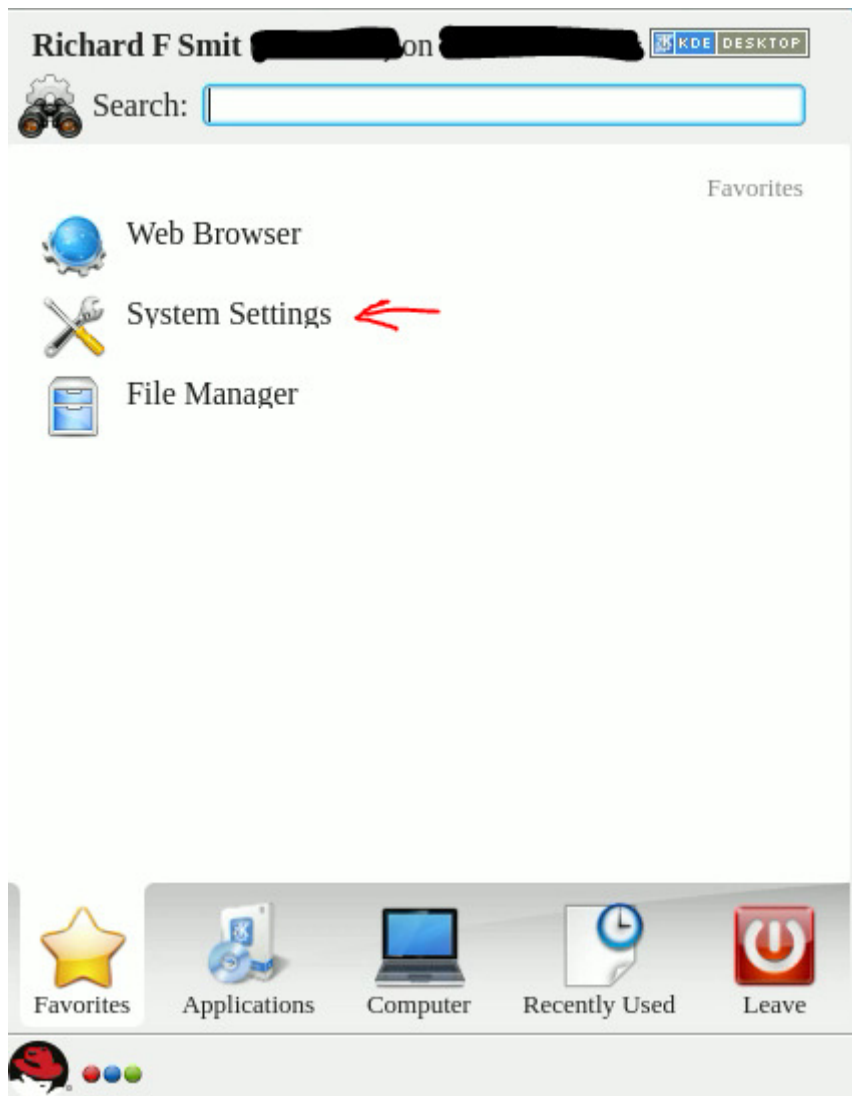 Richard F Smit on KDE DESKTOP
Search:
Favorites
Web Browser
System Settings
File Manager
Favorites Applications Computer Recently Used Leave